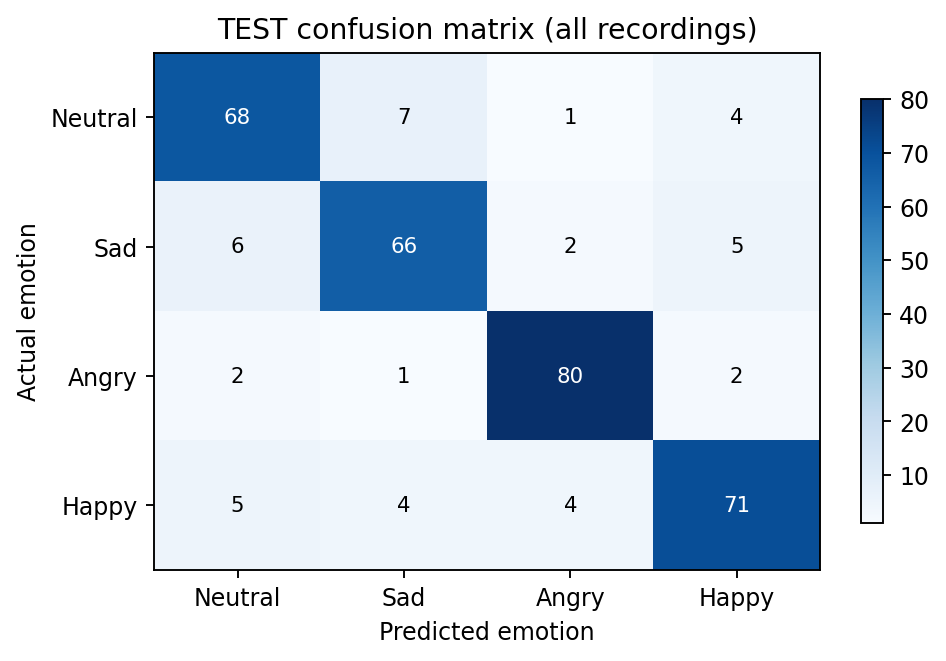 TEST confusion matrix (all recordings)
Actual emotion
Neutral 68 7 1 4
Sad 6 66 2 5
Angry 2 1 80 2
Happy 5 4 4 71
Neutral Sad Angry Happy
Predicted emotion
80
70
60
50
40
30
20
10